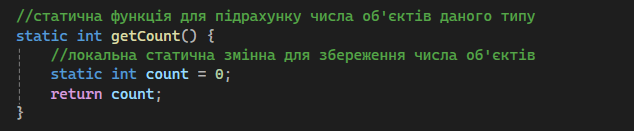 //статична функція для підрахунку числа об'єктів даного типу
static int getCount() {
    //локальна статична змінна для збереження числа об'єктів
    static int count = 0;
    return count;
}